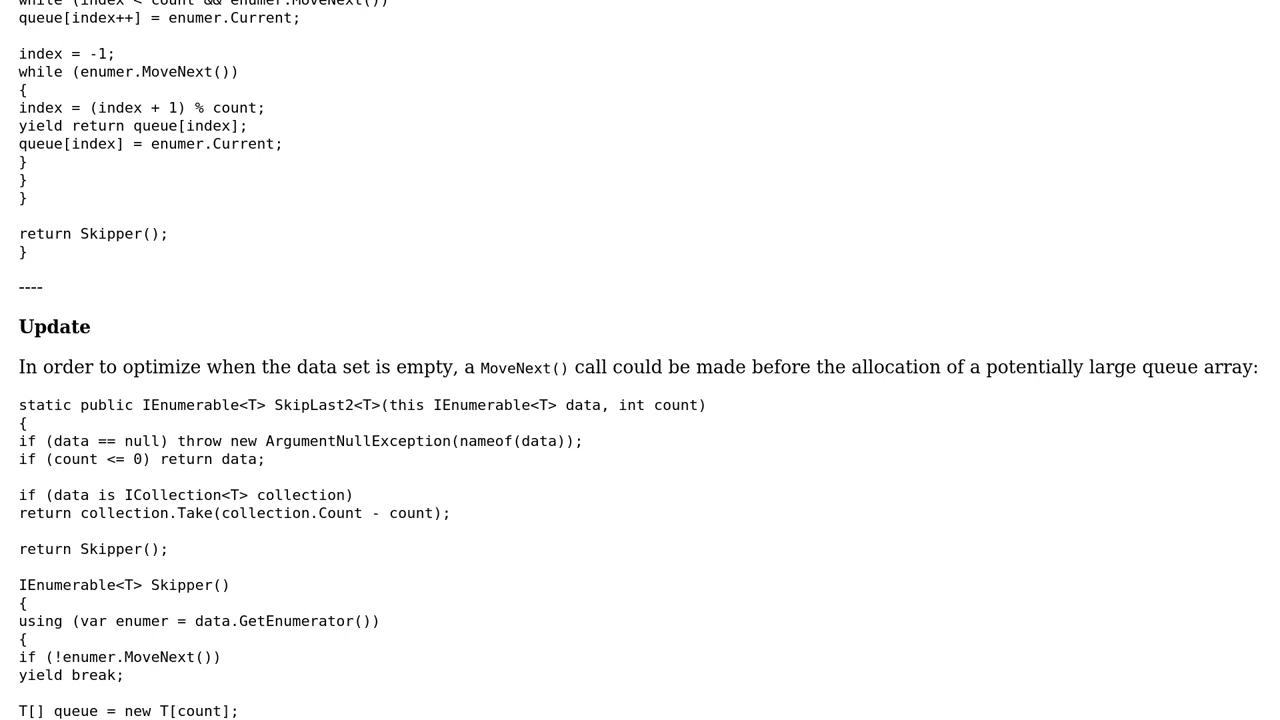 while (index < count && enumer.MoveNext())
queue[index++] = enumer.Current;
index = -1;
while (enumer.MoveNext())
{
index = (index + 1) % count;
yield return queue[index];
queue[index] = enumer.Current;
}
}
}
return Skipper();
}
----
Update
In order to optimize when the data set is empty, a MoveNext() call could be made before the allocation of a potentially large queue array:
static public IEnumerable<T> SkipLast2<T>(this IEnumerable<T> data, int count)
{
if (data == null) throw new ArgumentNullException(nameof(data));
if (count <= 0) return data;
if (data is ICollection<T> collection)
return collection.Take(collection.Count - count);
return Skipper();
IEnumerable<T> Skipper()
{
using (var enumer = data.GetEnumerator())
{
if (!enumer.MoveNext())
yield break;
T[] queue = new T[count];